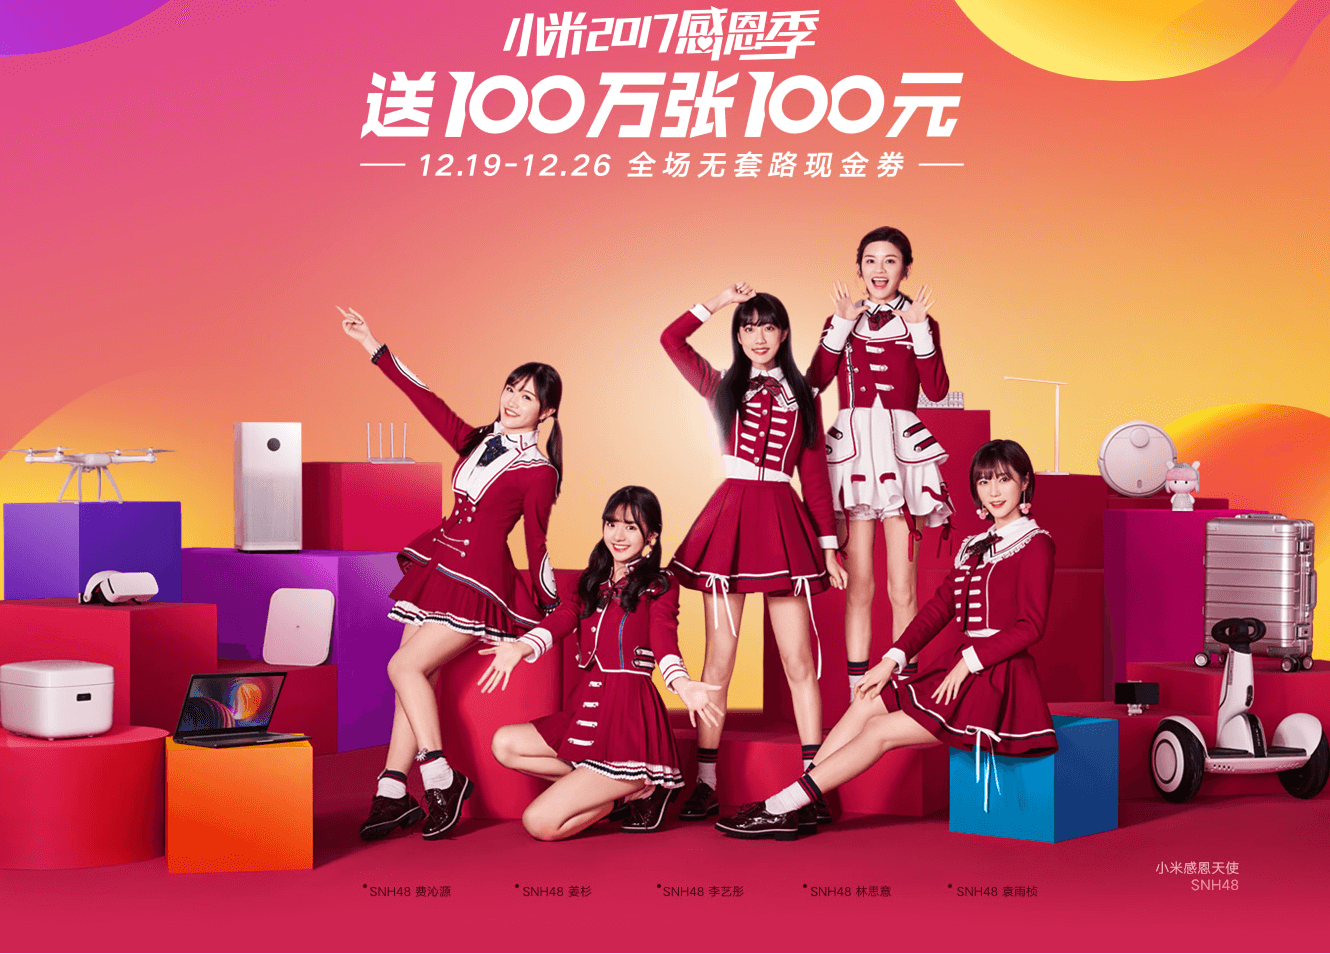 小米2017感恩季
送100万张100元
12.19-12.26 全场无套路现金劵
小米感恩天使
SNH48
SNH48 费沁源
SNH48 姜杉
SNH48 李艺彤
SNH48 林思意
SNH48 袁雨桢